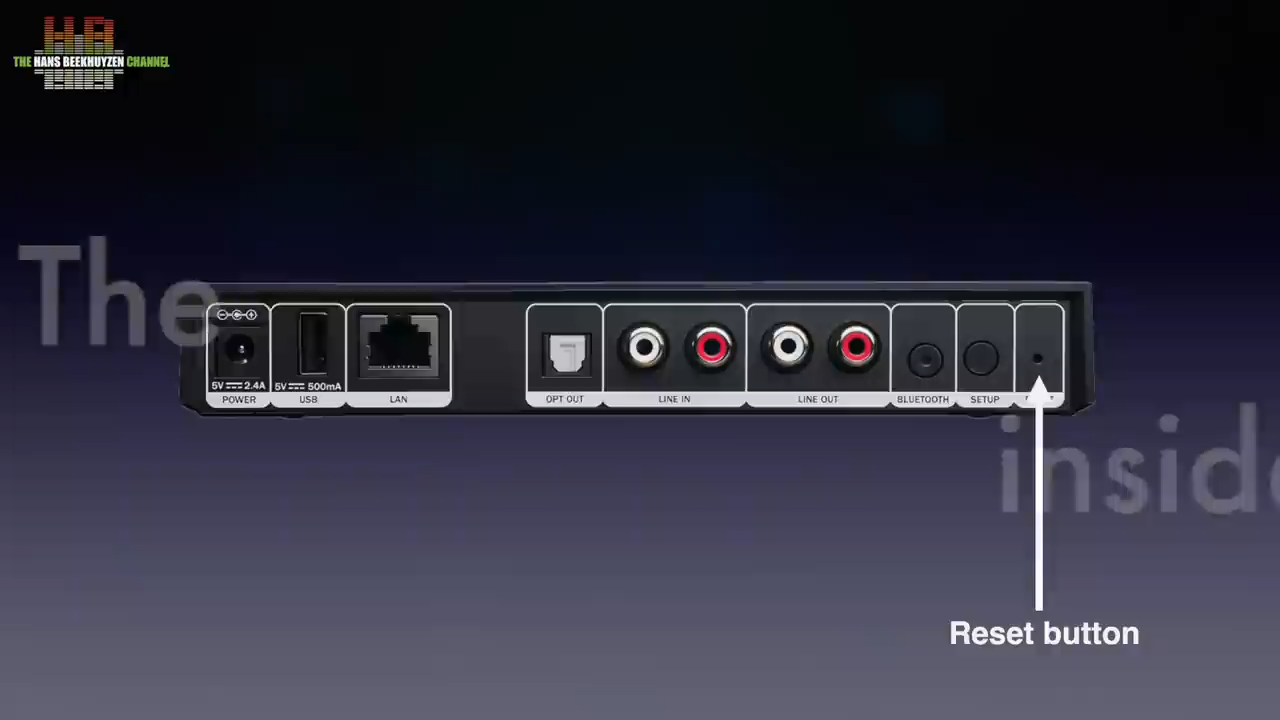 THE HANS BEEKHUYZEN CHANNEL
The
5V 2.4A
5V 500mA
POWER
USB
LAN
OPT OUT
LINE IN
LINE OUT
BLUETOOTH
SETUP
inside
Reset button